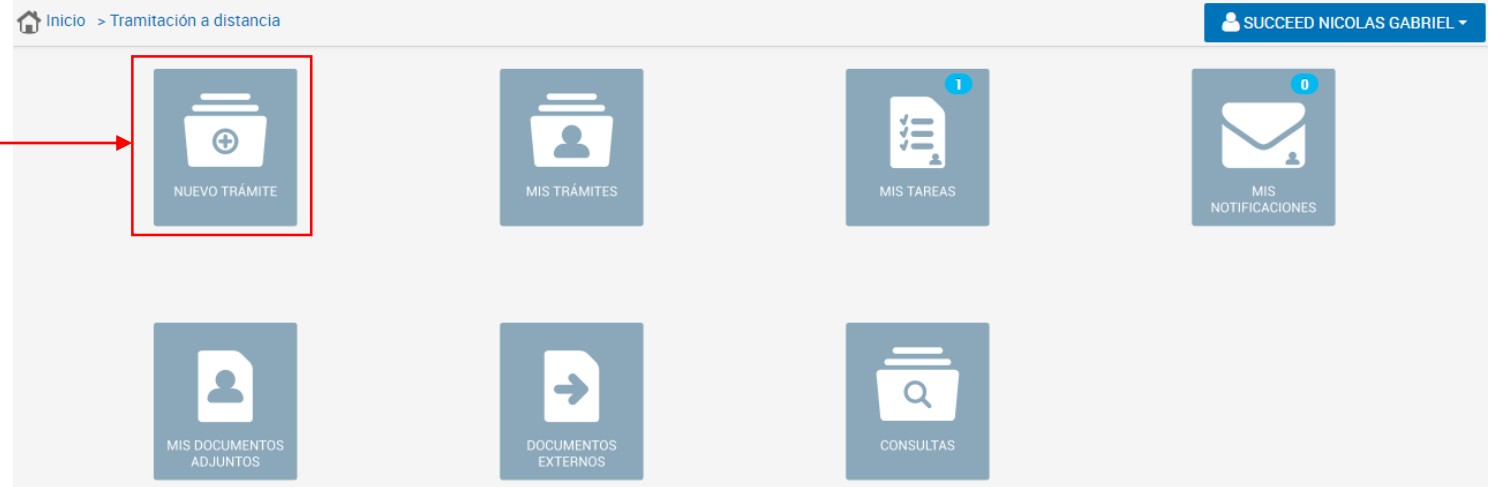 Inicio > Tramitación a distancia
SUCCEED NICOLAS GABRIEL
NUEVO TRÁMITE
MIS TRÁMITES
1
MIS TAREAS
0
MIS
NOTIFICACIONES
MIS DOCUMENTOS
ADJUNTOS
DOCUMENTOS
EXTERNOS
CONSULTAS